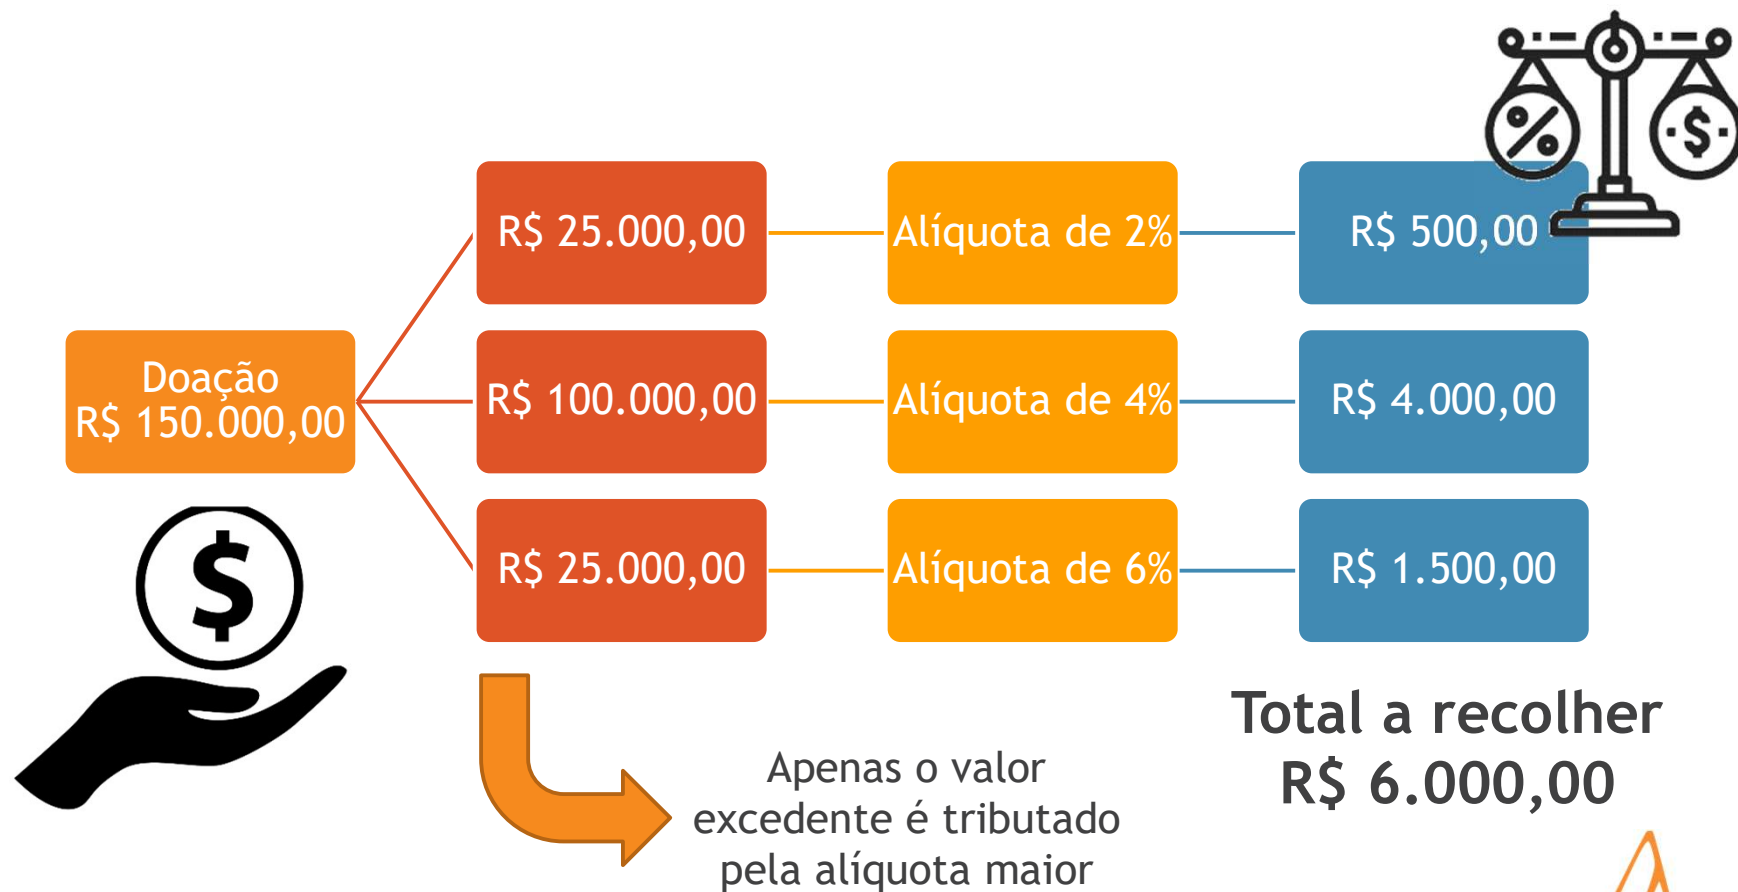 R$ 25.000,00
Alíquota de 2%
R$ 500,00
%
$
Doação
R$ 150.000,00
R$ 100.000,00
Alíquota de 4%
R$ 4.000,00
R$ 25.000,00
Alíquota de 6%
R$ 1.500,00
$
Total a recolher
R$ 6.000,00
Apenas o valor
excedente é tributado
pela alíquota maior